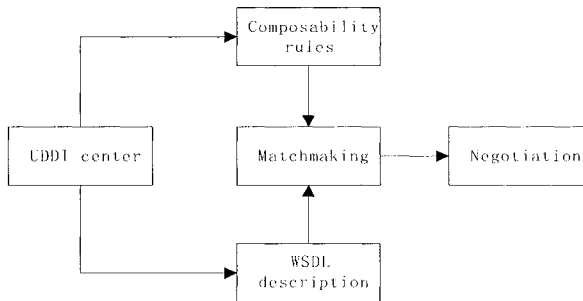 Composability
rules
UDDI center
Matchmaking
Negotiation
WSDL
description